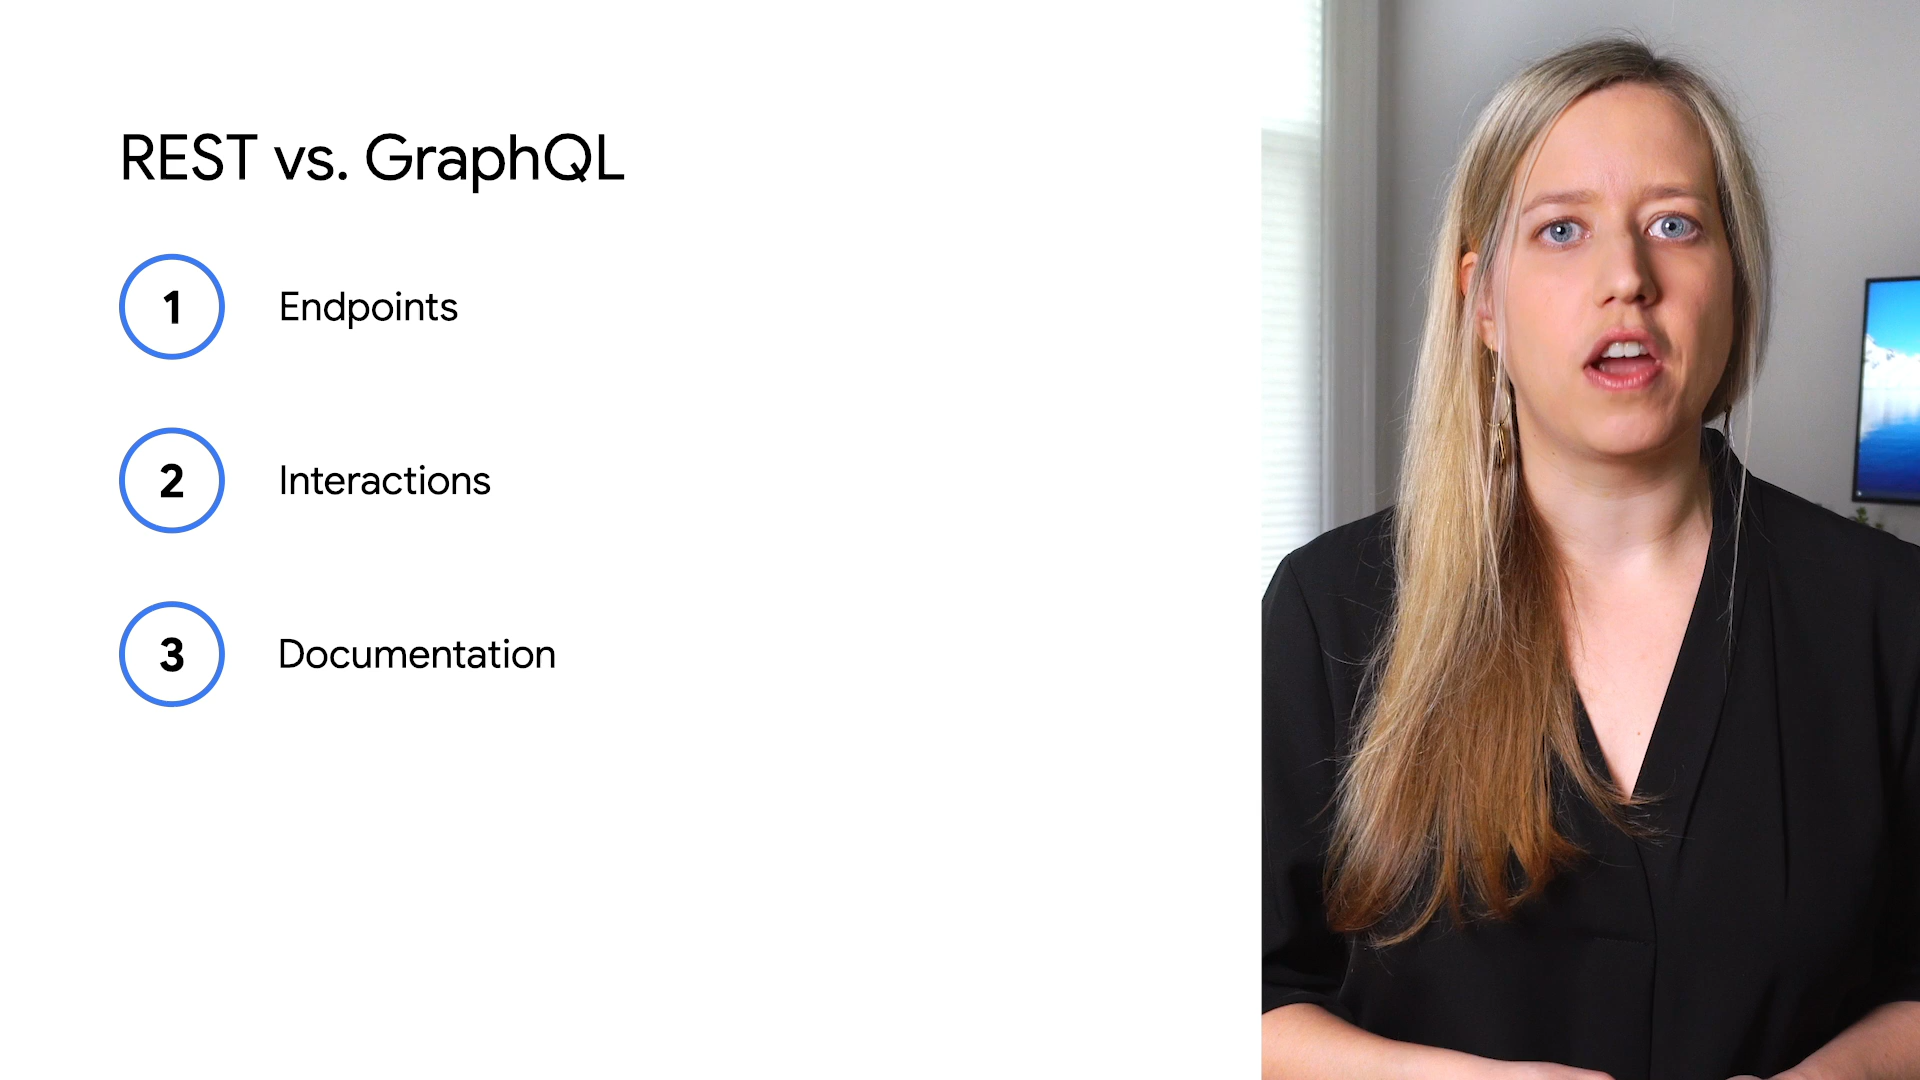 REST vs. GraphQL
1 Endpoints
2 Interactions
3 Documentation